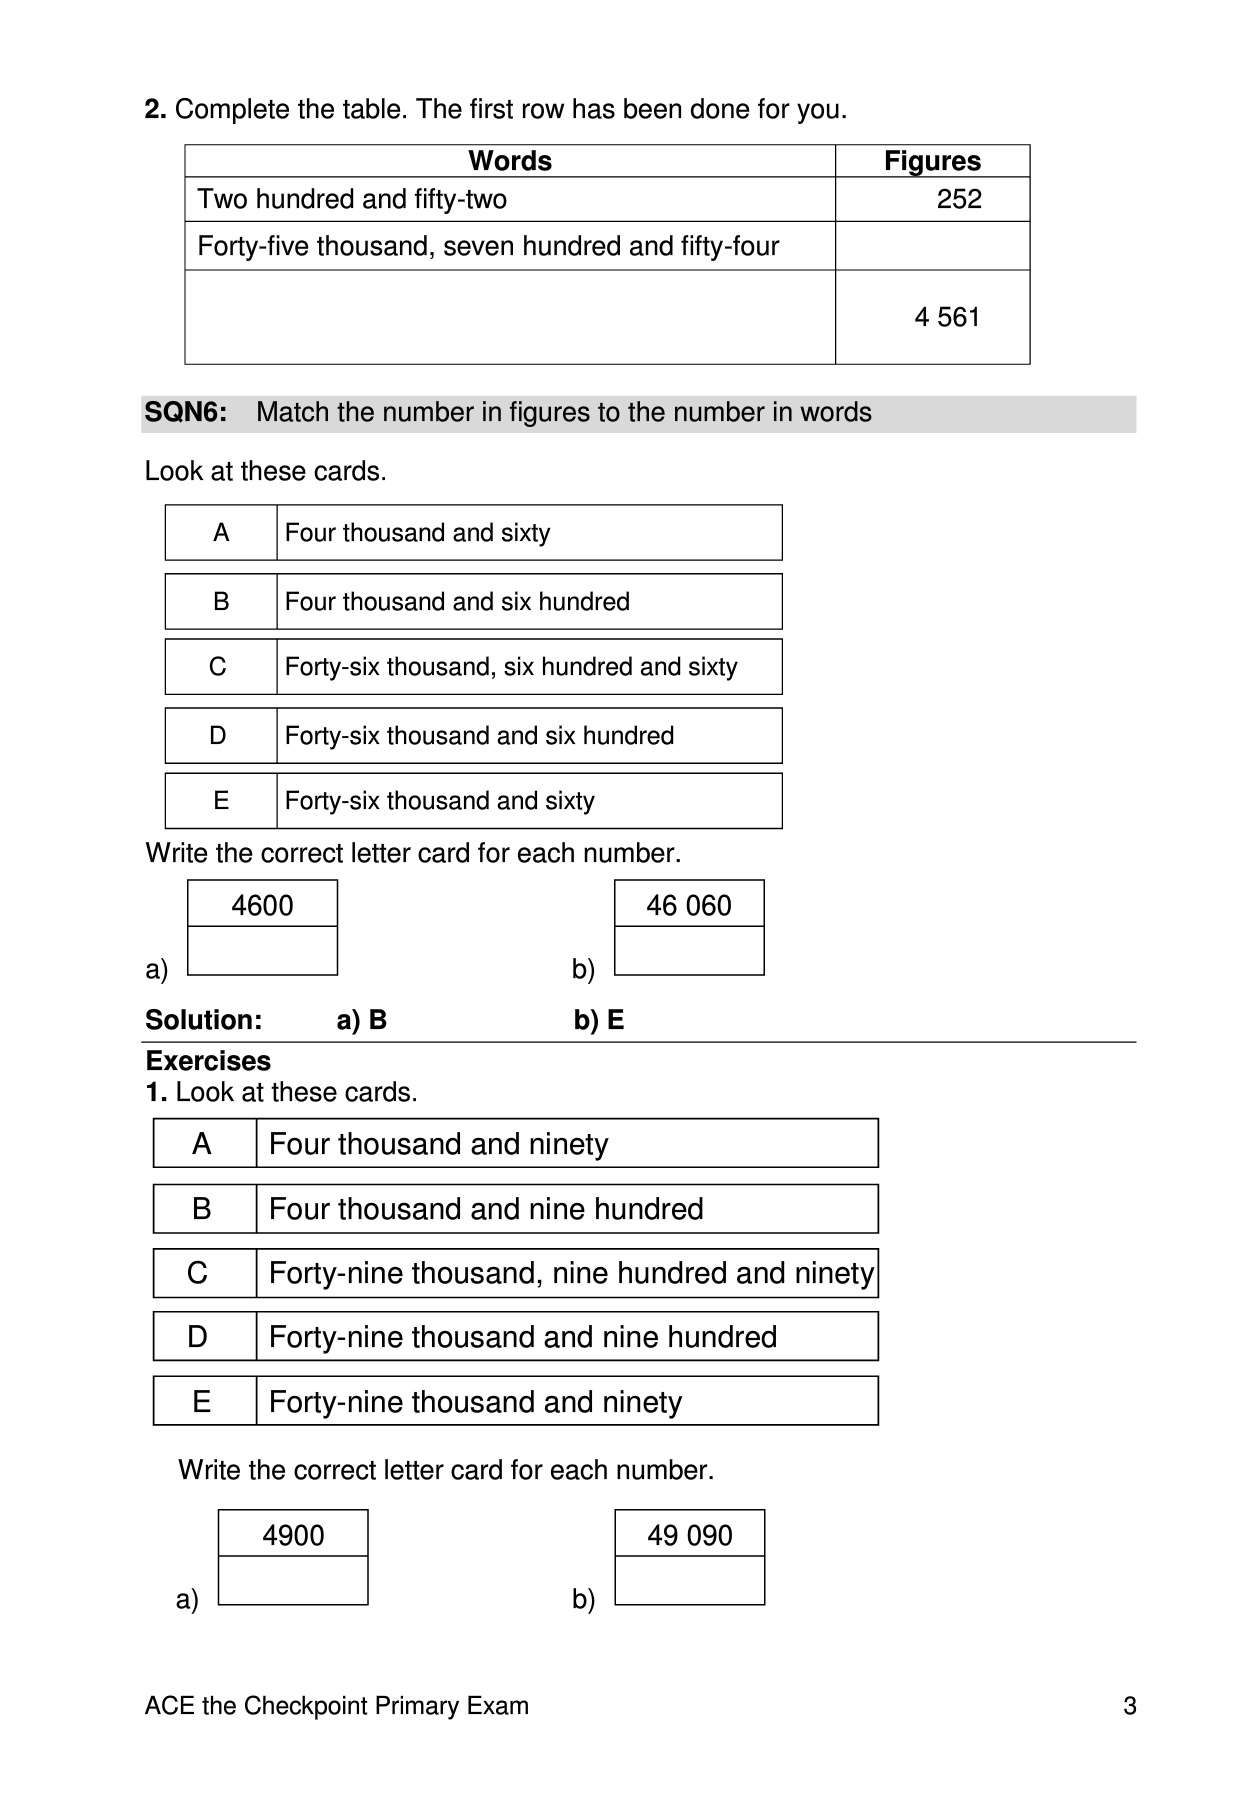 2. Complete the table. The first row has been done for you.
Words Figures
Two hundred and fifty-two 252
Forty-five thousand, seven hundred and fifty-four
4 561
SQN6: Match the number in figures to the number in words
Look at these cards.
A Four thousand and sixty
B Four thousand and six hundred
C Forty-six thousand, six hundred and sixty
D Forty-six thousand and six hundred
E Forty-six thousand and sixty
Write the correct letter card for each number.
4600 46 060
a) b)
Solution: a) B b) E
Exercises
1. Look at these cards.
A Four thousand and ninety
B Four thousand and nine hundred
C Forty-nine thousand, nine hundred and ninety
D Forty-nine thousand and nine hundred
E Forty-nine thousand and ninety
Write the correct letter card for each number.
4900 49 090
a) b)
ACE the Checkpoint Primary Exam 3